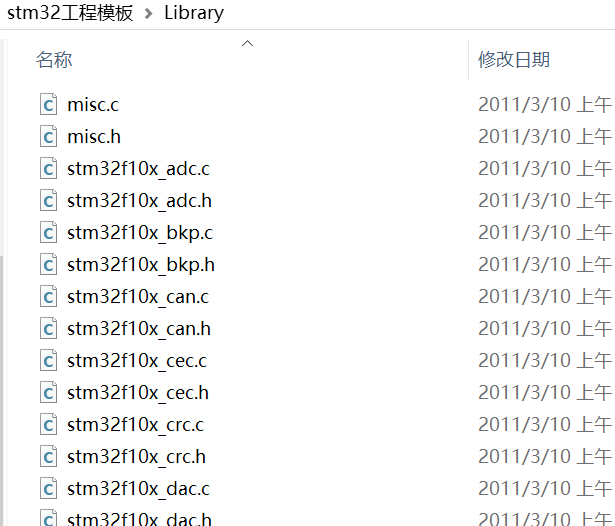 stm32工程模板 › Library
名称 修改日期
misc.c 2011/3/10 上午
misc.h 2011/3/10 上午
stm32f10x_adc.c 2011/3/10 上午
stm32f10x_adc.h 2011/3/10 上午
stm32f10x_bkp.c 2011/3/10 上午
stm32f10x_bkp.h 2011/3/10 上午
stm32f10x_can.c 2011/3/10 上午
stm32f10x_can.h 2011/3/10 上午
stm32f10x_cec.c 2011/3/10 上午
stm32f10x_cec.h 2011/3/10 上午
stm32f10x_crc.c 2011/3/10 上午
stm32f10x_crc.h 2011/3/10 上午
stm32f10x_dac.c 2011/3/10 上午
stm32f10x_dac.h 2011/3/10 上午